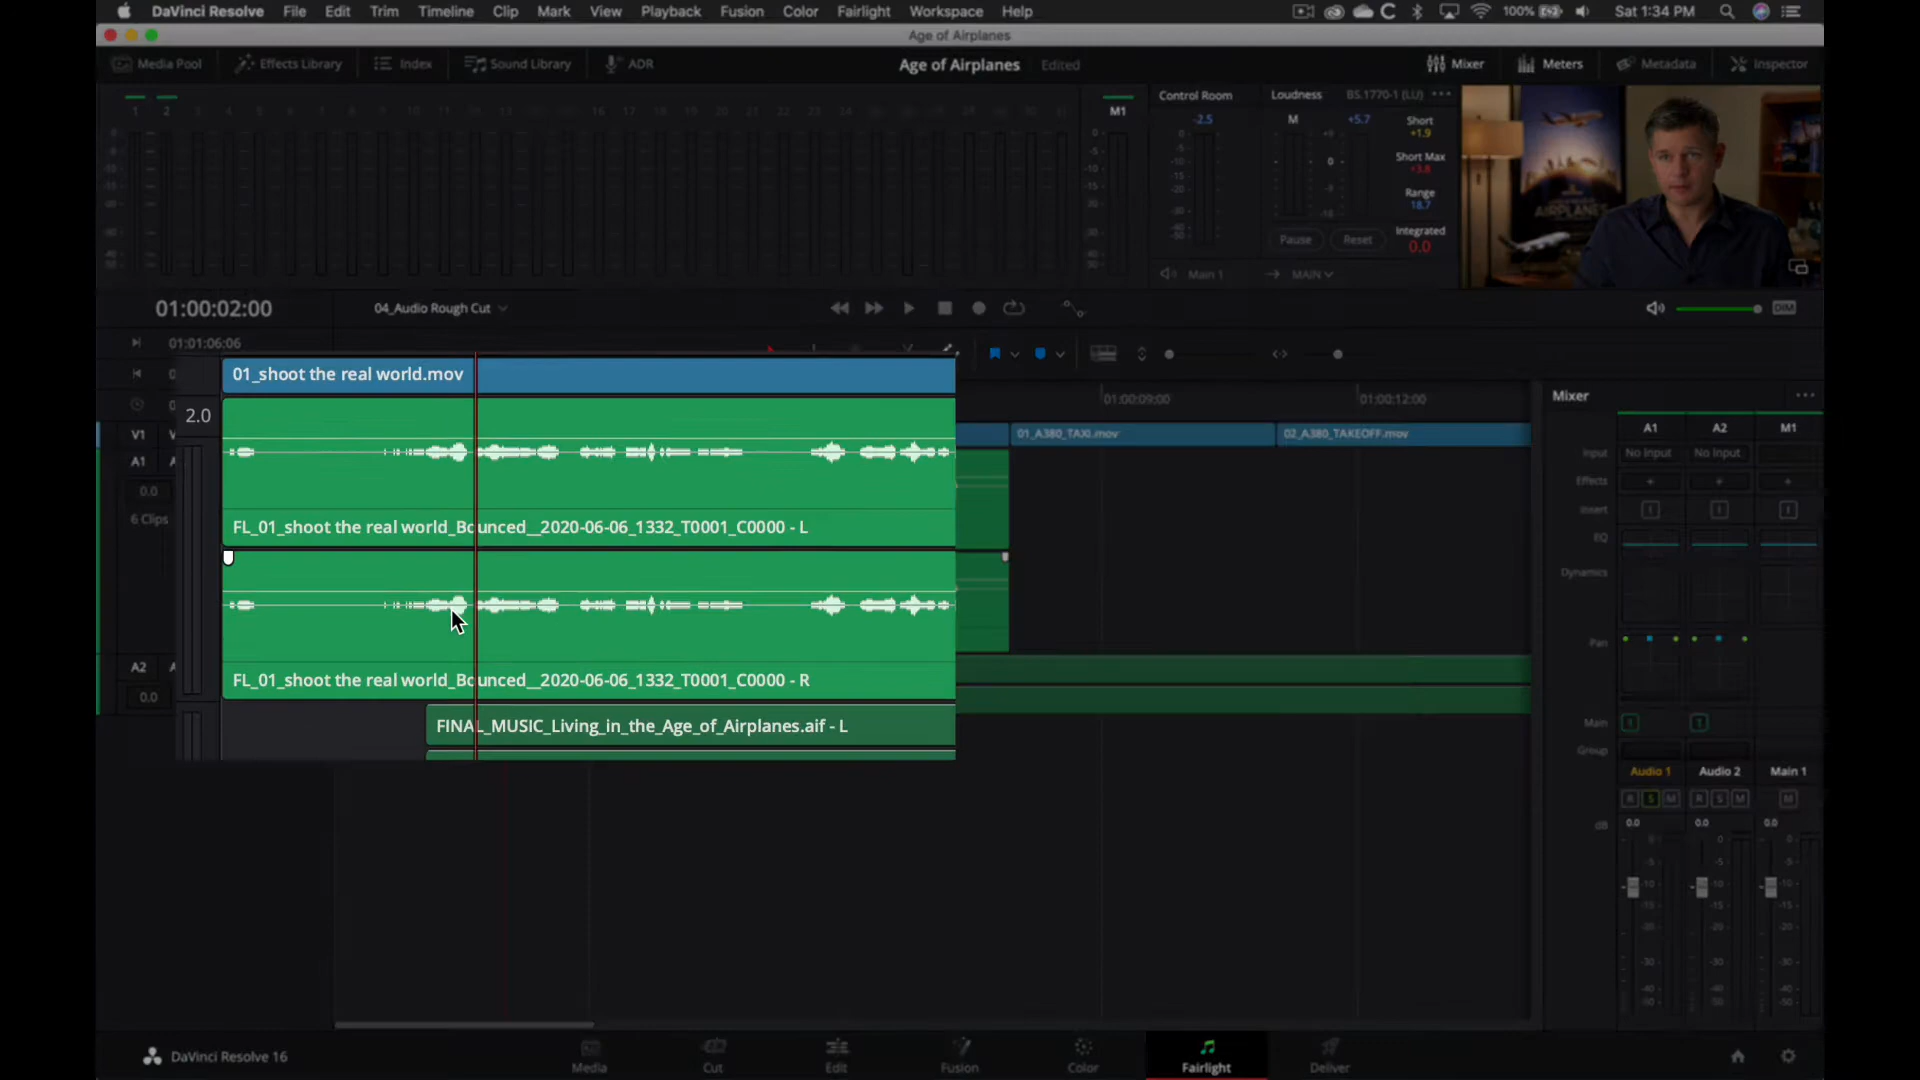 DaVinci Resolve File Edit Trim Timeline Clip Mark View Playback Fusion Color Fairlight Workspace Help 100% Sat 1:34 PM
Age of Airplanes
Media Pool Effects Library Index Sound Library ADR Age of Airplanes Edited Mixer Meters Metadata Inspector
M1 Control Room Loudness BS.1770-1 (LU)
-2.5 M +5.7 Short
+1.9
Short Max
+3.8
Range
18.7
Integrated
0.0
Pause Reset
Main 1 MAIN
AIRPLANES
01:00:02:00 04_Audio Rough Cut DIM
01:01:06:06
01_shoot the real world.mov
2.0
01:00:09:00 01:00:12:00
V1 01_A380_TAXI.mov 02_A380_TAKEOFF.mov
A1
0.0
6 Clips
FL_01_shoot the real world_Bounced__2020-06-06_1332_T0001_C0000 - L
FL_01_shoot the real world_Bounced__2020-06-06_1332_T0001_C0000 - R
A2
0.0
FINAL_MUSIC_Living_in_the_Age_of_Airplanes.aif - L
Mixer
A1 A2 M1
Input No Input No Input
Effects
Insert
EQ
Dynamics
Pan
Main 1 1
Group
Audio 1 Audio 2 Main 1
R S M R S M M
dB 0.0 0.0 0.0
DaVinci Resolve 16
Media Cut Edit Fusion Color Fairlight Deliver